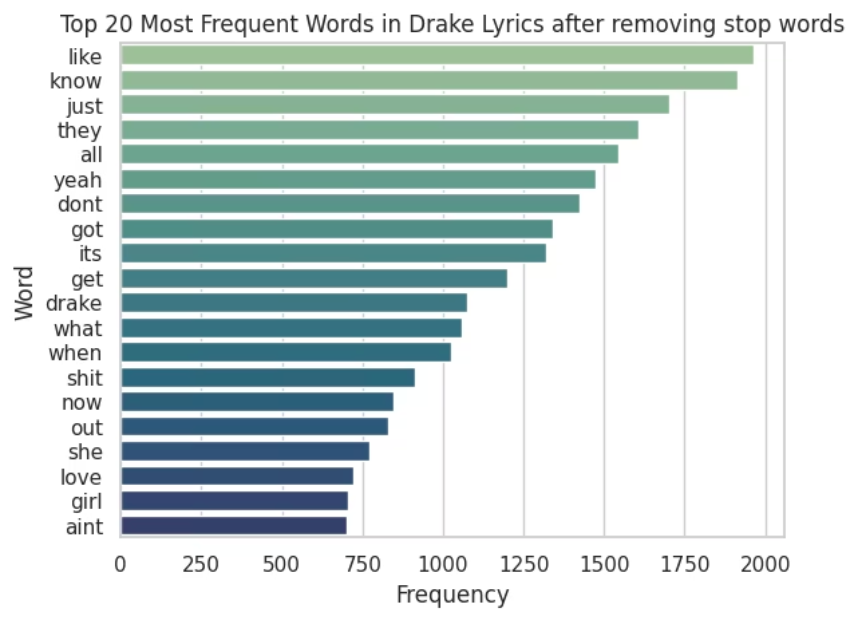 Top 20 Most Frequent Words in Drake Lyrics after removing stop words
like
know
just
they
all
yeah
dont
got
its
get
drake
what
when
shit
now
out
she
love
girl
aint
Word
0 250 500 750 1000 1250 1500 1750 2000
Frequency